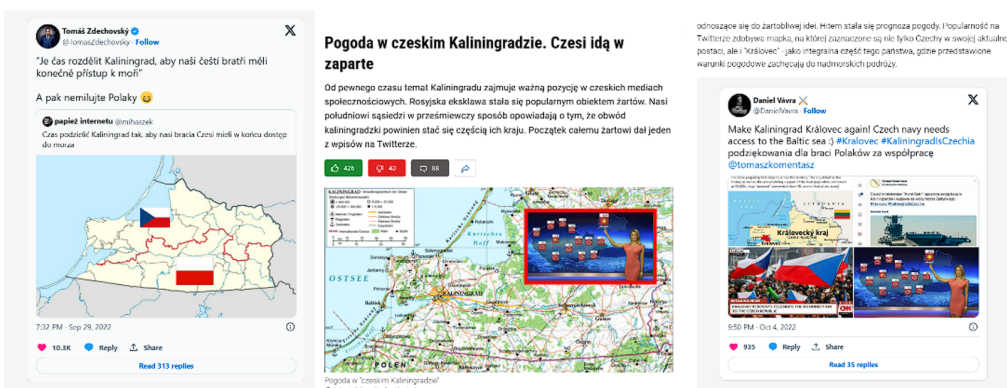 Tomáš Zdechovský
@TomasZdechovsky · Follow
"Je čas rozdělit Kaliningrad, aby naši čeští bratři měli
konečně přístup k moři"
A pak nemilujte Polaky 😄
papież internetu @mihaszek
Czas podzielić Kaliningrad tak, aby nasi bracia Czesi mieli w końcu dostęp
do morza
7:32 PM · Sep 29, 2022
10.3K Reply Share
Read 313 replies
Pogoda w czeskim Kaliningradzie. Czesi idą w
zaparte
Od pewnego czasu temat Kaliningradu zajmuje ważną pozycję w czeskich mediach
społecznościowych. Rosyjska eksklawa stała się popularnym obiektem żartów. Nasi
południowi sąsiedzi w prześmiewczy sposób opowiadają o tym, że obwód
kaliningradzki powinien stać się częścią ich kraju. Początek całemu żartowi dał jeden
z wpisów na Twitterze.
426 43 88
KALININGRAD
Kurisches
Haff
OSTSEE
KALININGRAD
POLEN
Pogoda w "czeskim Kaliningradzie"
odnoszące się do żartobliwej idei. Hitem stała się prognoza pogody. Popularność na
Twitterze zdobywa mapka, na której zaznaczone są nie tylko Czechy w swojej aktualnej
postaci, ale i "Královec" - jako integralna część tego państwa, gdzie przedstawione
warunki pogodowe zachęcają do nadmorskich podróży.
Daniel Vávra
@DanielVavra · Follow
Make Kaliningrad Královec again! Czech navy needs
access to the Baltic sea :) #Kralovec #KaliningradIsCzechia
podziękowania dla braci Polaków za współpracę
@tomaszkomentasz
LITHUANIA
Královecký kraj
CNN
9:50 PM · Oct 4, 2022
935 Reply Share
Read 35 replies